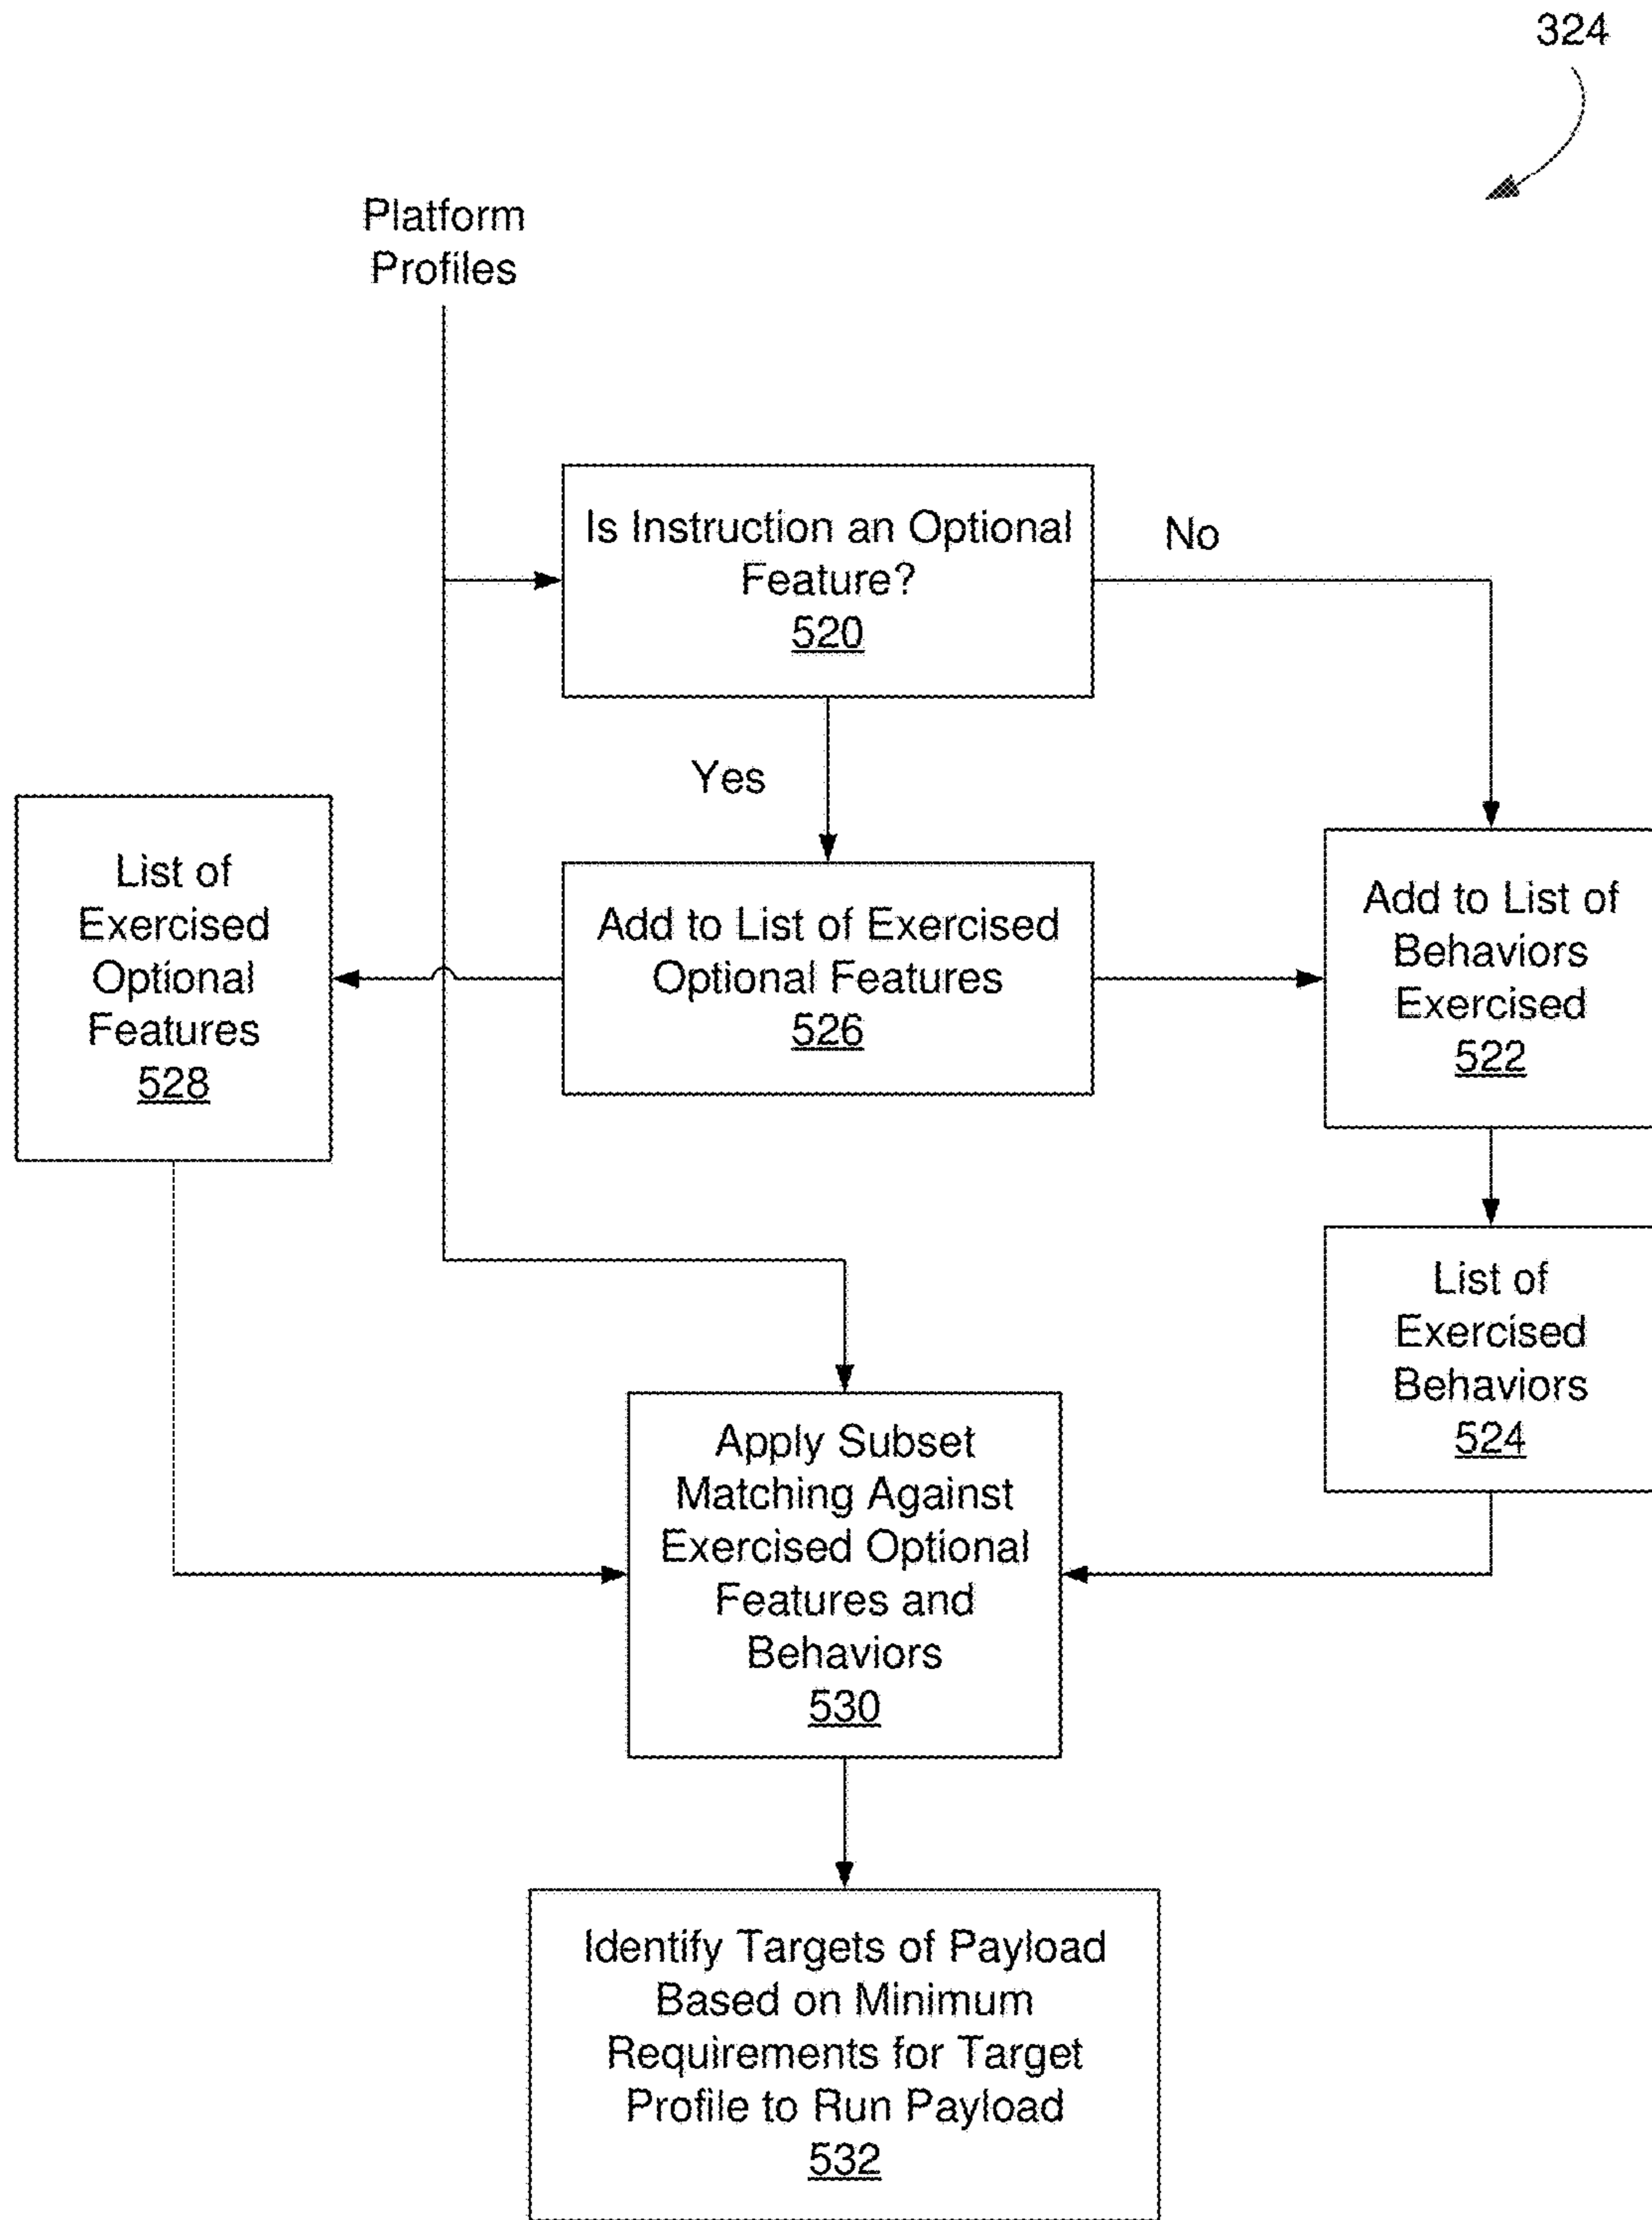 324
Platform
Profiles
Is Instruction an Optional
Feature?
520
No
Yes
List of
Exercised
Optional
Features
528
Add to List of Exercised
Optional Features
526
Add to List of
Behaviors
Exercised
522
List of
Exercised
Behaviors
524
Apply Subset
Matching Against
Exercised Optional
Features and
Behaviors
530
Identify Targets of Payload
Based on Minimum
Requirements for Target
Profile to Run Payload
532